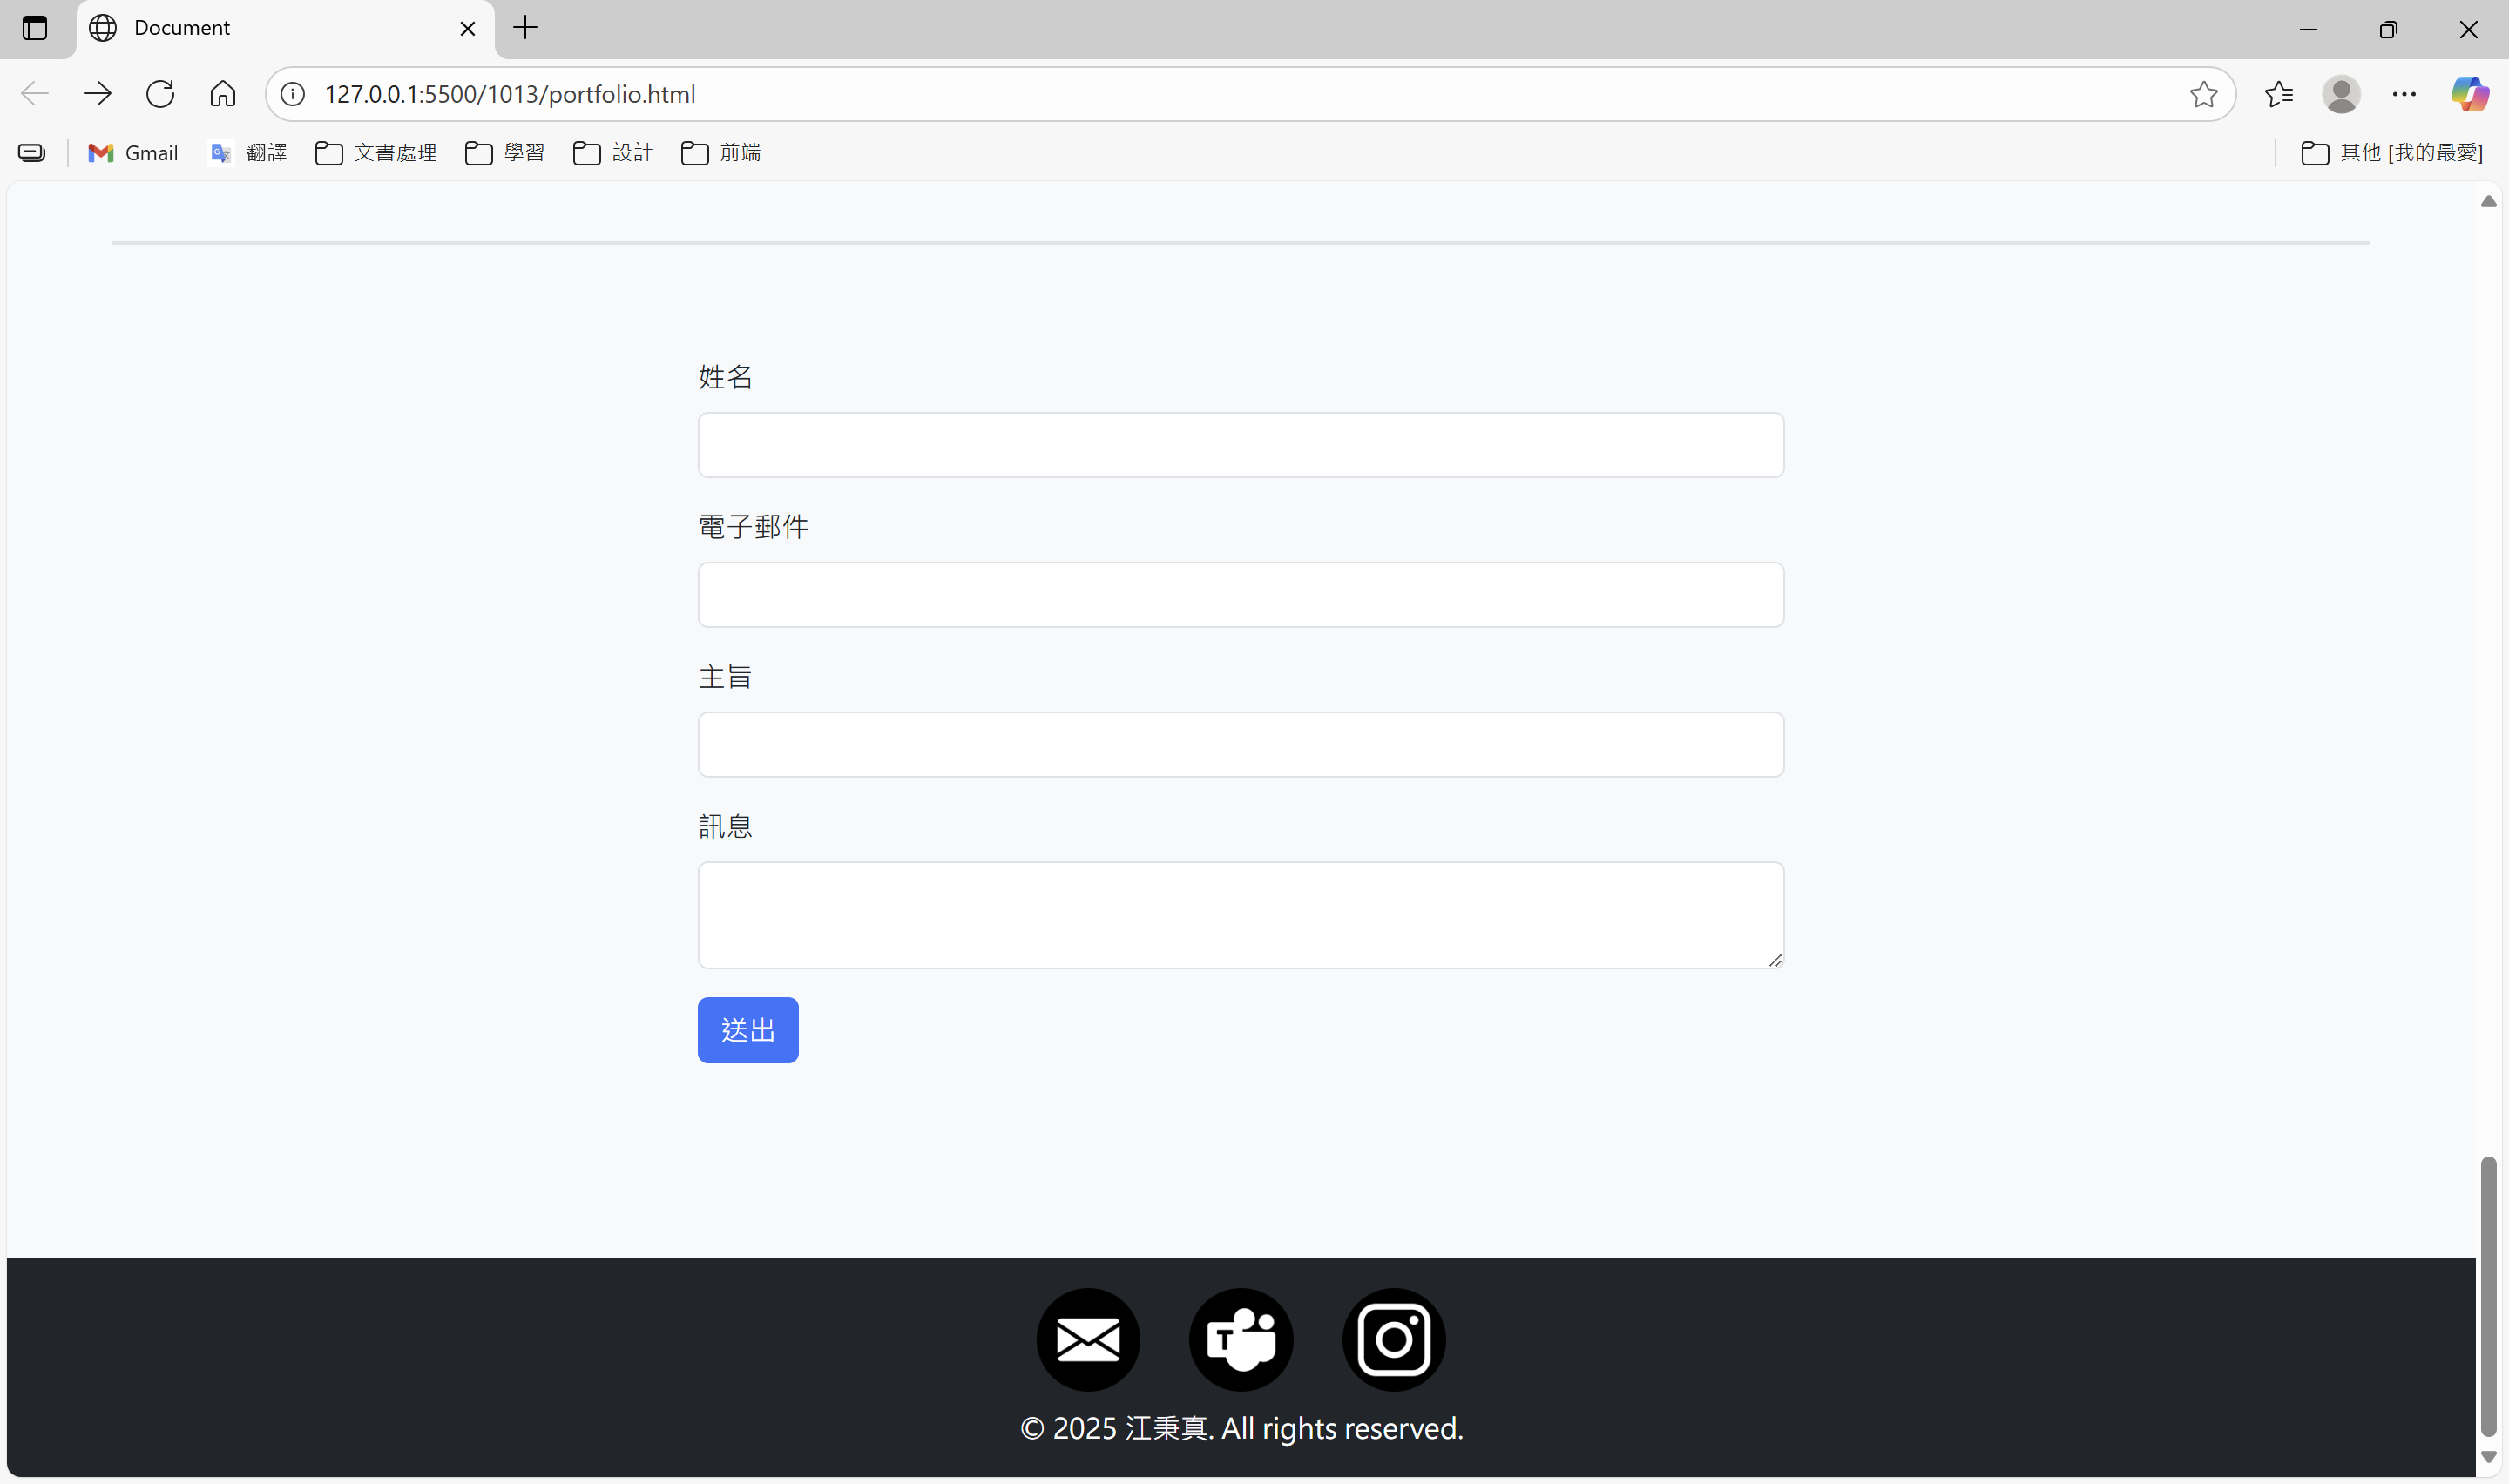 Document
127.0.0.1:5500/1013/portfolio.html
Gmail 翻譯 文書處理 學習 設計 前端 其他 [我的最愛]
姓名
電子郵件
主旨
訊息
送出
T
© 2025 江秉真. All rights reserved.